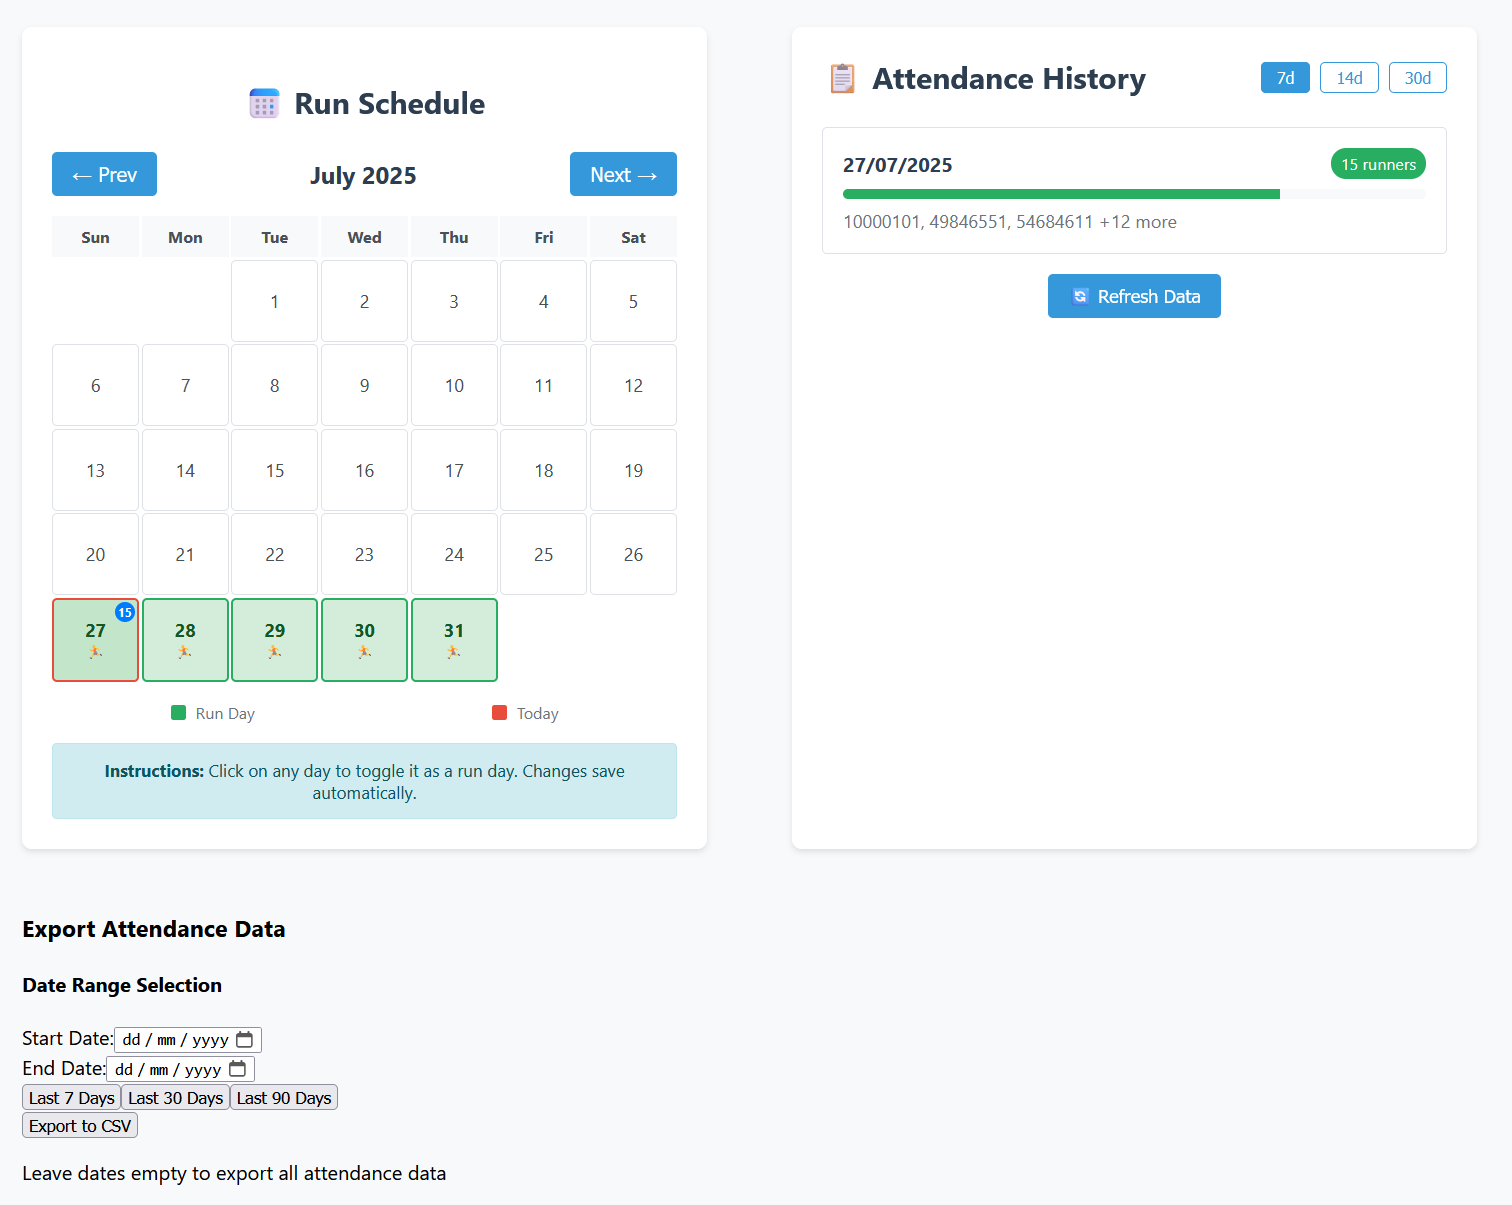 Run Schedule
← Prev
July 2025
Next →
Sun Mon Tue Wed Thu Fri Sat
1 2 3 4 5
6 7 8 9 10 11 12
13 14 15 16 17 18 19
20 21 22 23 24 25 26
15
27 28 29 30 31
Run Day
Today
Instructions: Click on any day to toggle it as a run day. Changes save
automatically.
Attendance History
7d
14d
30d
27/07/2025
15 runners
10000101, 49846551, 54684611 +12 more
Refresh Data
Export Attendance Data
Date Range Selection
Start Date: dd / mm / yyyy
End Date: dd / mm / yyyy
Last 7 Days Last 30 Days Last 90 Days
Export to CSV
Leave dates empty to export all attendance data